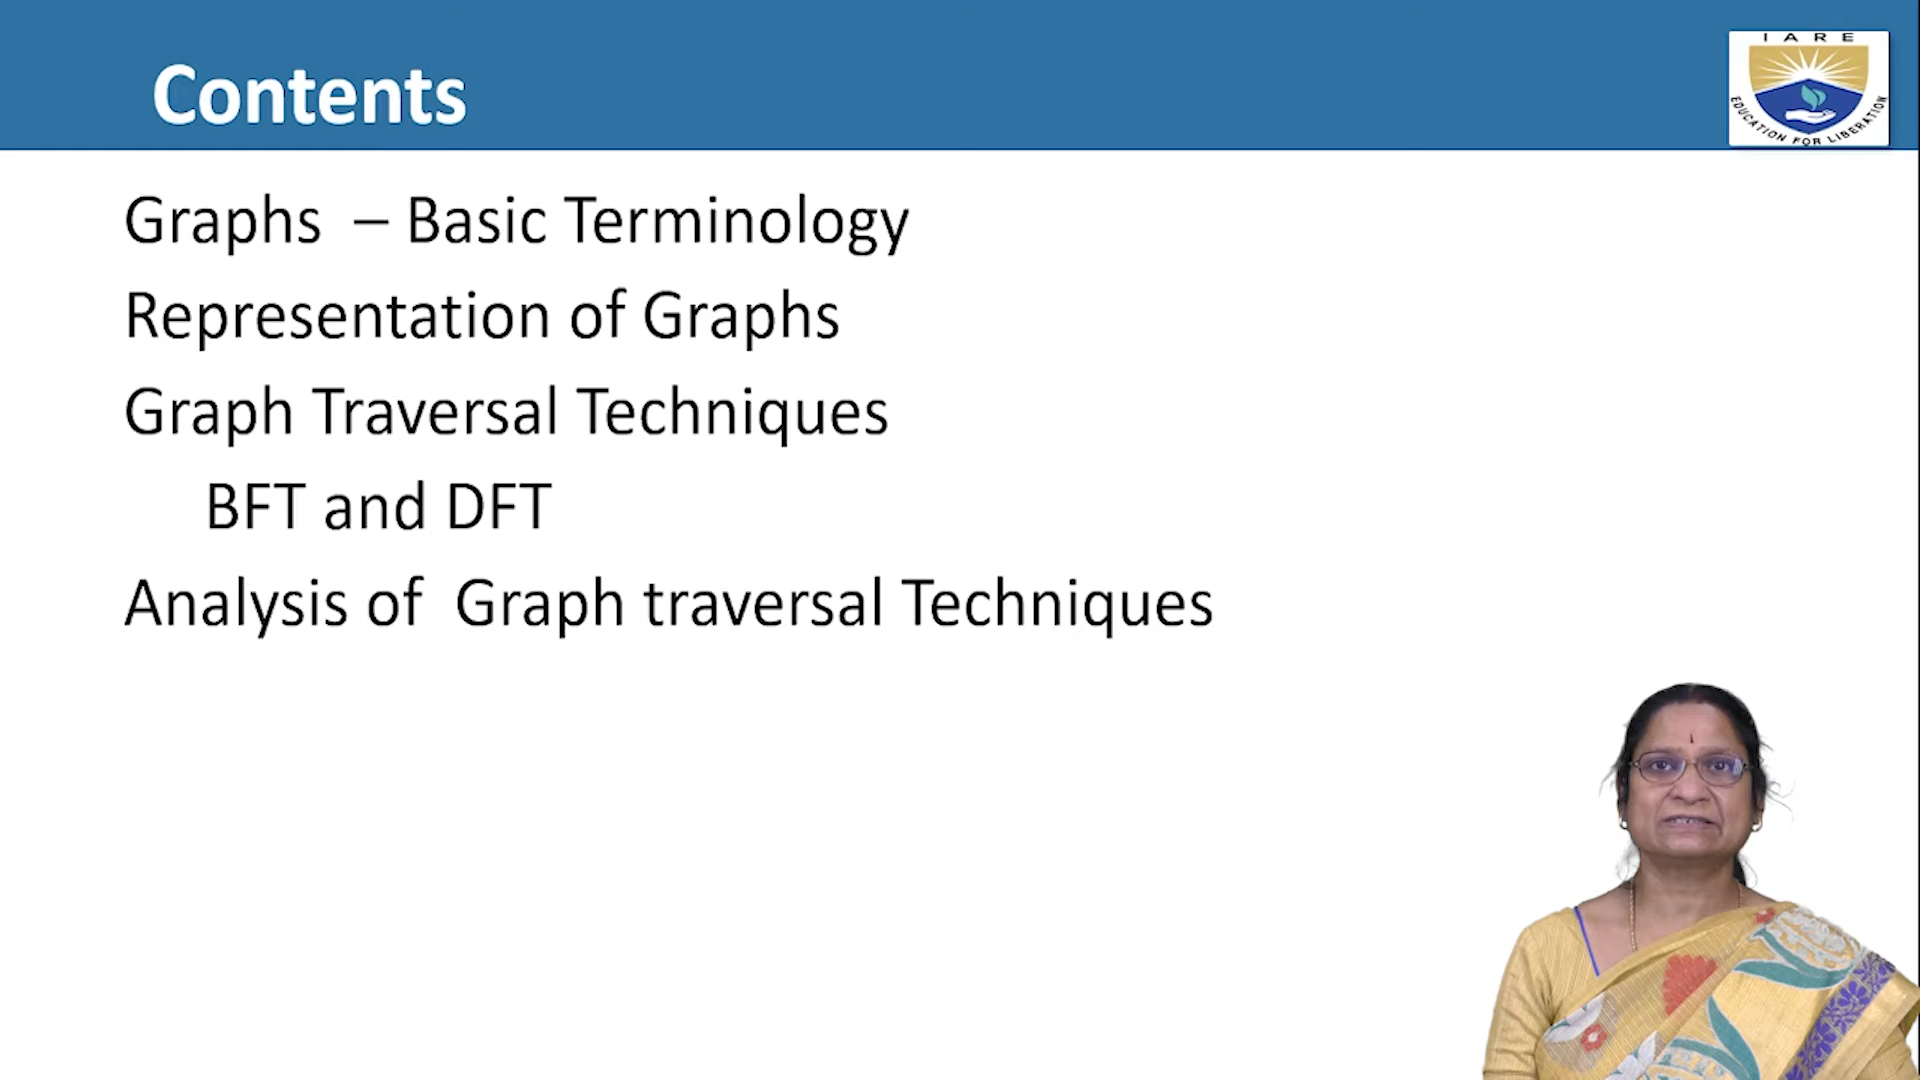 Contents
IARE
EDUCATION FOR LIBERATION
Graphs – Basic Terminology
Representation of Graphs
Graph Traversal Techniques
BFT and DFT
Analysis of Graph traversal Techniques